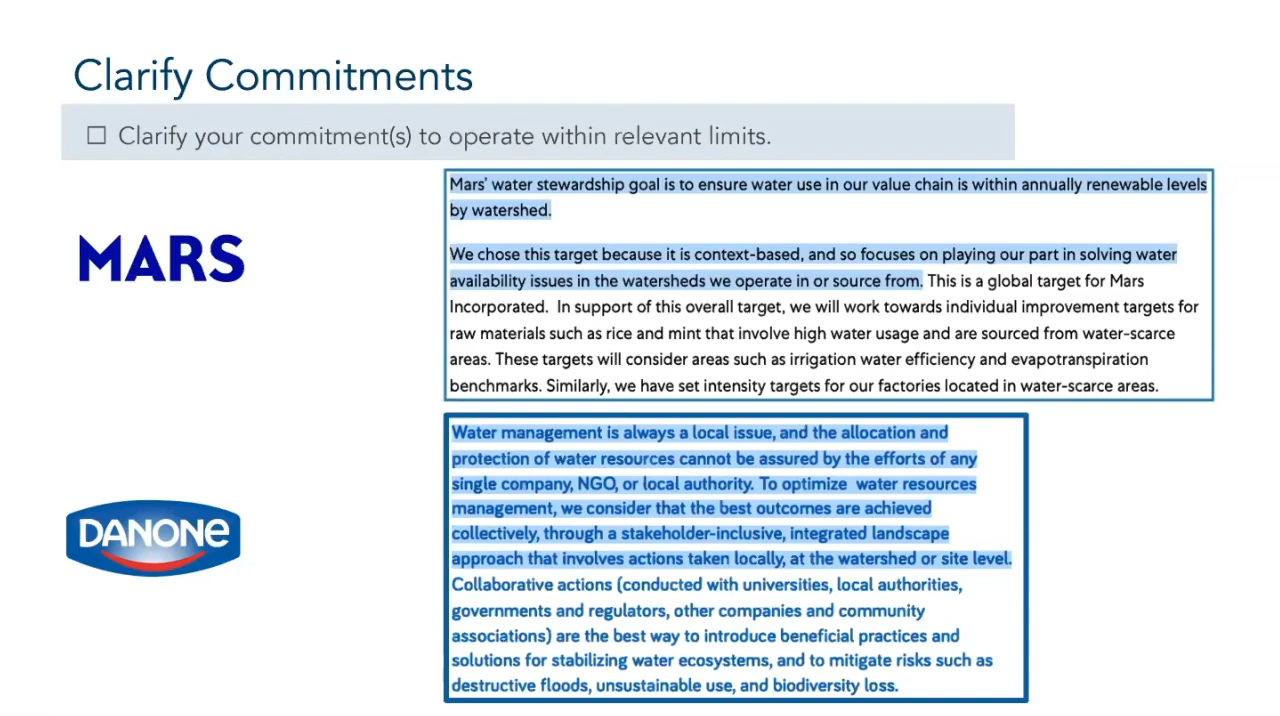 Clarify Commitments
☐ Clarify your commitment(s) to operate within relevant limits.
MARS
Mars' water stewardship goal is to ensure water use in our value chain is within annually renewable levels
by watershed.
We chose this target because it is context-based, and so focuses on playing our part in solving water
availability issues in the watersheds we operate in or source from. This is a global target for Mars
Incorporated.  In support of this overall target, we will work towards individual improvement targets for
raw materials such as rice and mint that involve high water usage and are sourced from water-scarce
areas. These targets will consider areas such as irrigation water efficiency and evapotranspiration
benchmarks. Similarly, we have set intensity targets for our factories located in water-scarce areas.
DANONE
Water management is always a local issue, and the allocation and
protection of water resources cannot be assured by the efforts of any
single company, NGO, or local authority. To optimize  water resources
management, we consider that the best outcomes are achieved
collectively, through a stakeholder-inclusive, integrated landscape
approach that involves actions taken locally, at the watershed or site level.
Collaborative actions (conducted with universities, local authorities,
governments and regulators, other companies and community
associations) are the best way to introduce beneficial practices and
solutions for stabilizing water ecosystems, and to mitigate risks such as
destructive floods, unsustainable use, and biodiversity loss.